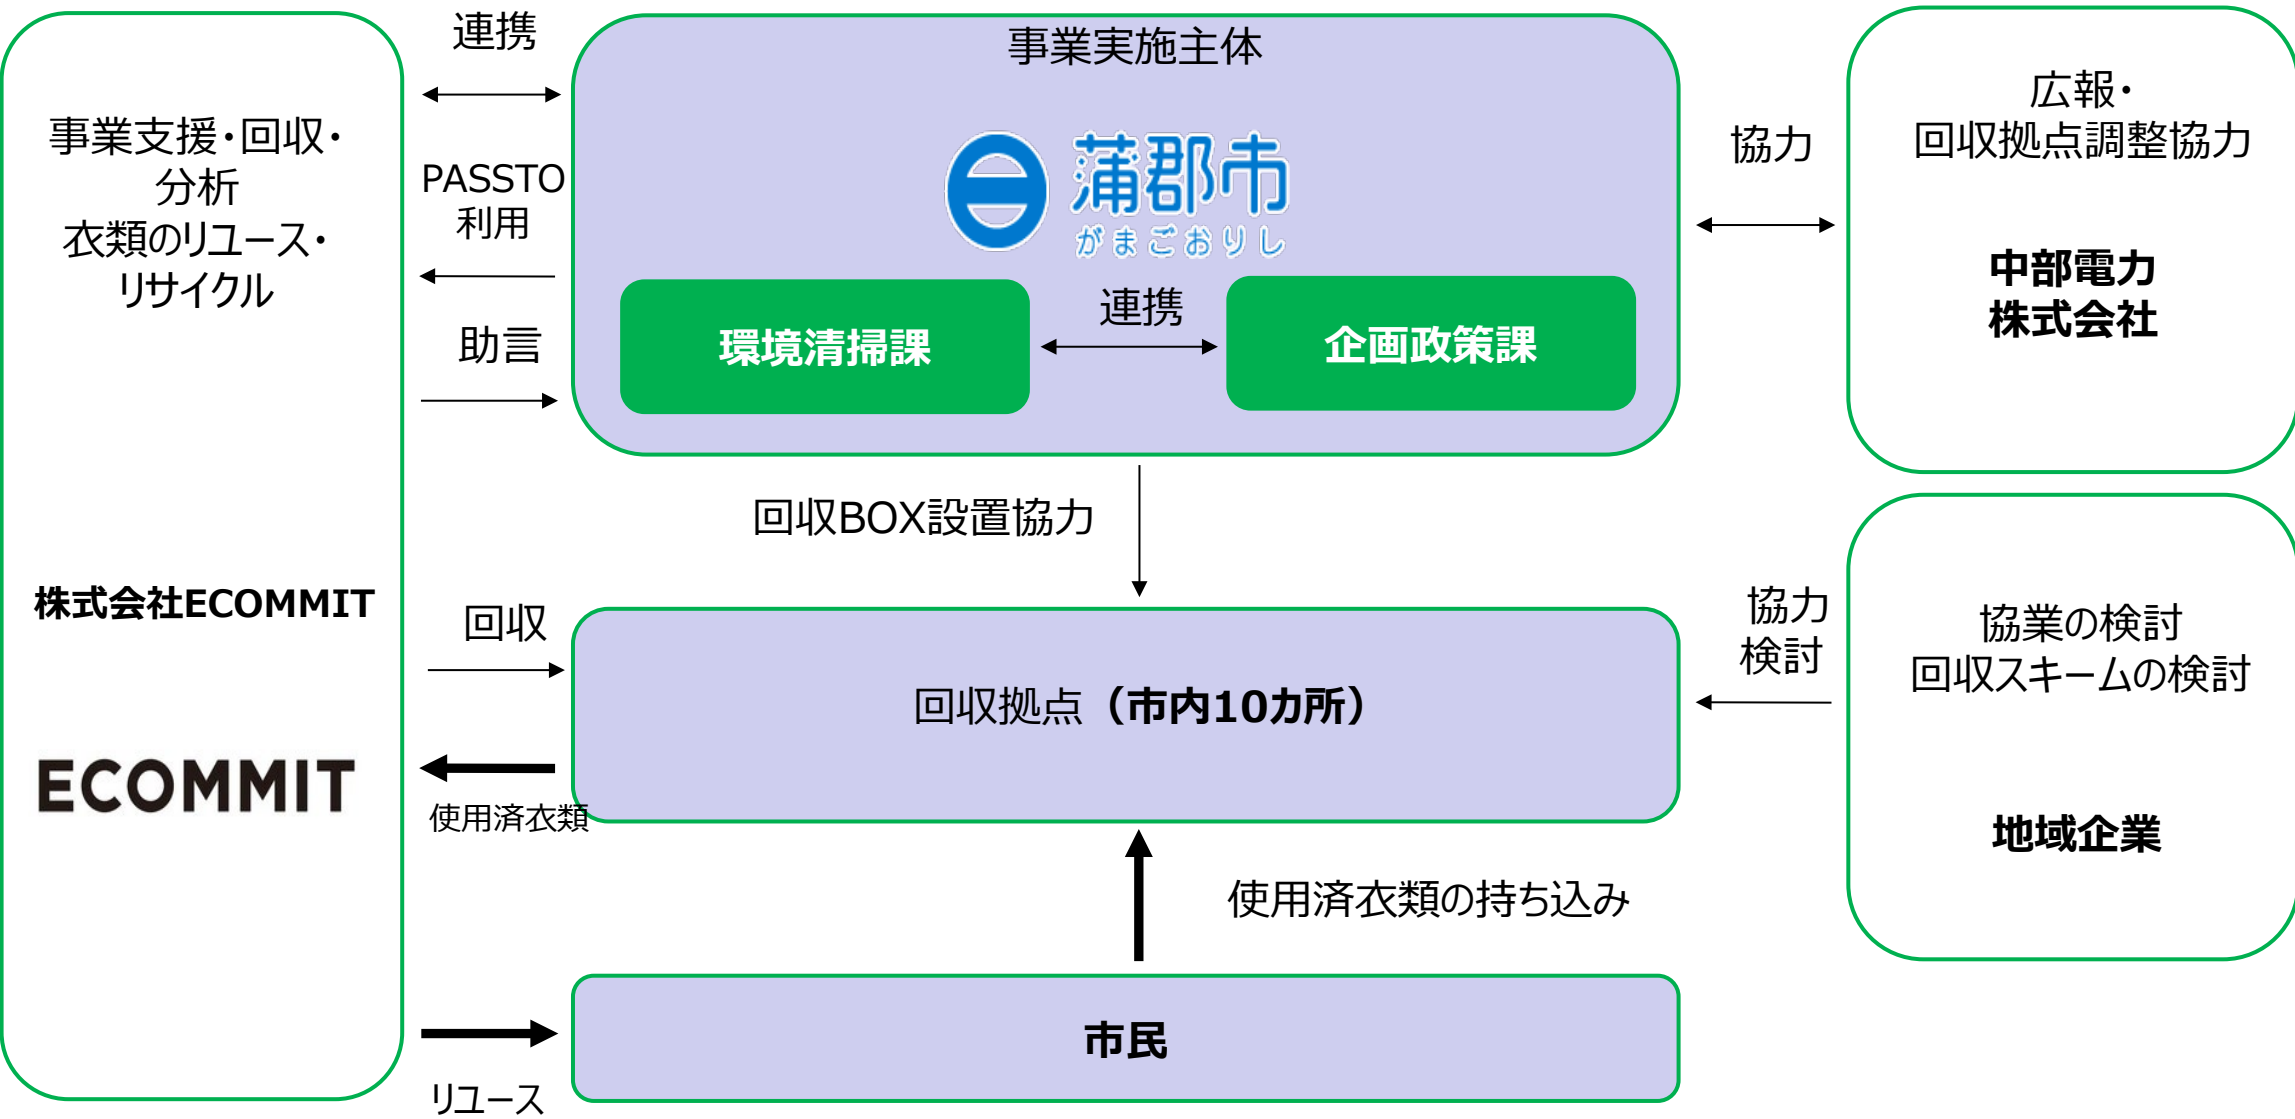 事業支援・回収・
分析
衣類のリユース・
リサイクル
株式会社ECOMMIT
ECOMMIT
連携
PASSTO
利用
助言
回収
使用済衣類
リユース
事業実施主体
蒲郡市
がまごおりし
環境清掃課
連携
企画政策課
回収BOX設置協力
回収拠点（市内10カ所）
使用済衣類の持ち込み
市民
協力
広報・
回収拠点調整協力
中部電力
株式会社
協力
検討
協業の検討
回収スキームの検討
地域企業